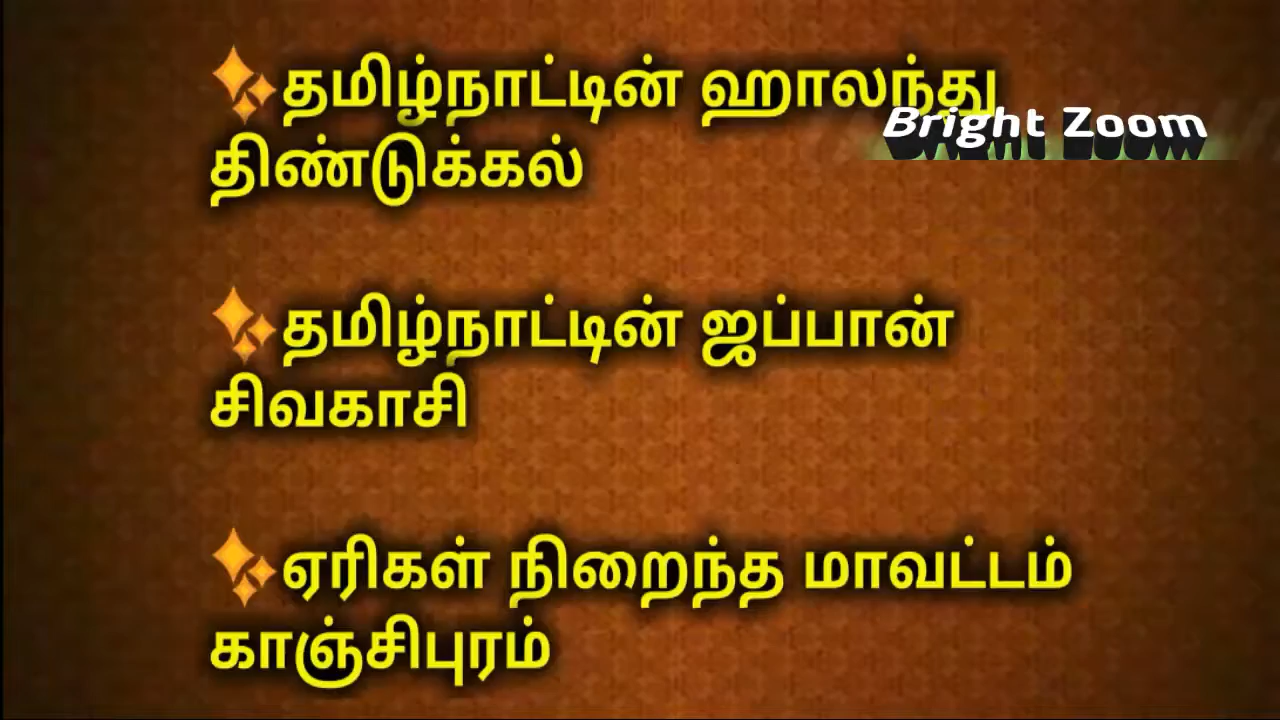 ✨தமிழ்நாட்டின் ஹாலந்து
Bright Zoom
திண்டுக்கல்
✨தமிழ்நாட்டின் ஜப்பான்
சிவகாசி
✨ஏரிகள் நிறைந்த மாவட்டம்
காஞ்சிபுரம்